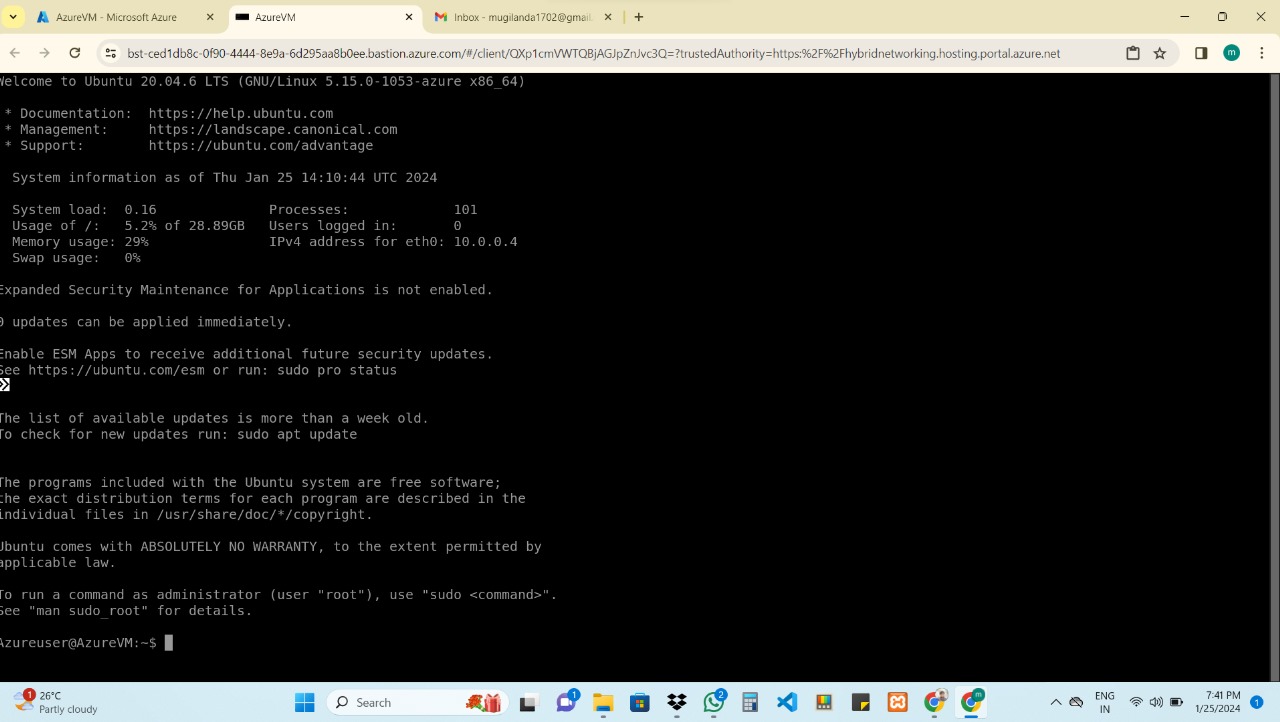 AzureVM - Microsoft Azure
AzureVM
Inbox - mugilanda1702@gmail.
bst-ced1db8c-0f90-4444-8e9a-6d295aa8b0ee.bastion.azure.com/#/client/QXp1cmVWTQBjAGJpZnJvc3Q=?trustedAuthority=https:%2F%2Fhybridnetworking.hosting.portal.azure.net
m
Welcome to Ubuntu 20.04.6 LTS (GNU/Linux 5.15.0-1053-azure x86_64)
* Documentation: https://help.ubuntu.com
* Management: https://landscape.canonical.com
* Support: https://ubuntu.com/advantage
System information as of Thu Jan 25 14:10:44 UTC 2024
System load: 0.16 Processes: 101
Usage of /: 5.2% of 28.89GB Users logged in: 0
Memory usage: 29% IPv4 address for eth0: 10.0.0.4
Swap usage: 0%
Expanded Security Maintenance for Applications is not enabled.
0 updates can be applied immediately.
Enable ESM Apps to receive additional future security updates.
See https://ubuntu.com/esm or run: sudo pro status
The list of available updates is more than a week old.
To check for new updates run: sudo apt update
The programs included with the Ubuntu system are free software;
the exact distribution terms for each program are described in the
individual files in /usr/share/doc/*/copyright.
Ubuntu comes with ABSOLUTELY NO WARRANTY, to the extent permitted by
applicable law.
To run a command as administrator (user "root"), use "sudo <command>".
See "man sudo_root" for details.
Azureuser@AzureVM:~$
1
26°C
Partly cloudy
Search
1
2
m
ENG
IN
7:41 PM
1/25/2024
1